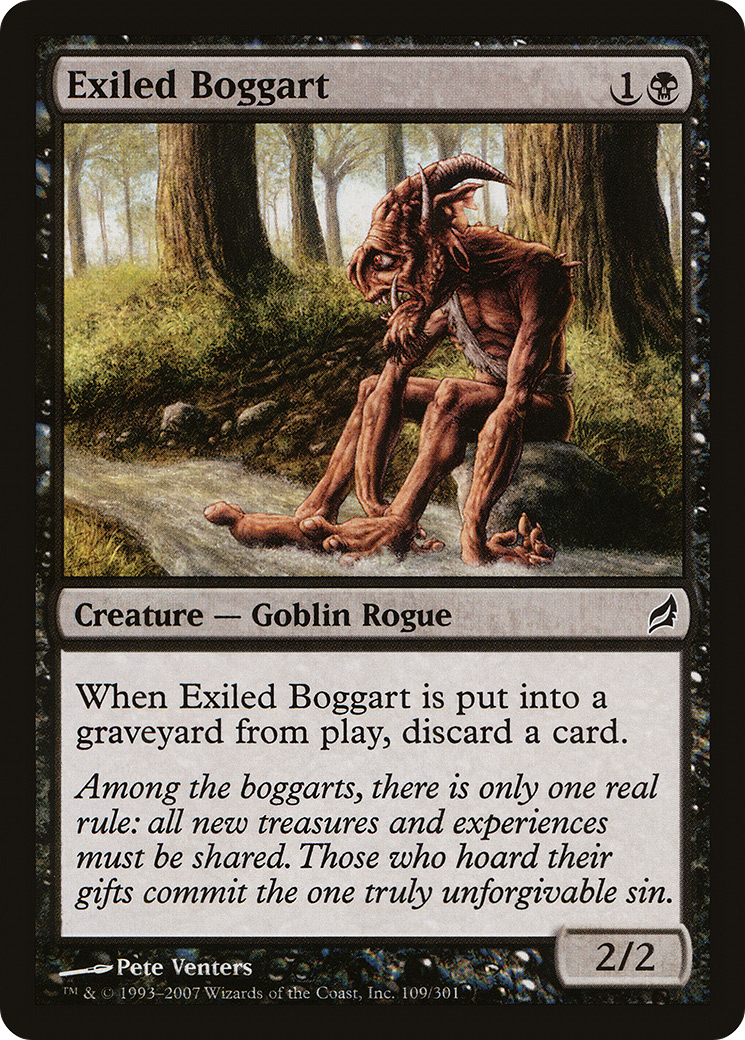 Exiled Boggart 1
Creature — Goblin Rogue
When Exiled Boggart is put into a
graveyard from play, discard a card.
Among the boggarts, there is only one real
rule: all new treasures and experiences
must be shared. Those who hoard their
gifts commit the one truly unforgivable sin.
2/2
Pete Venters
™ & © 1993–2007 Wizards of the Coast, Inc. 109/301